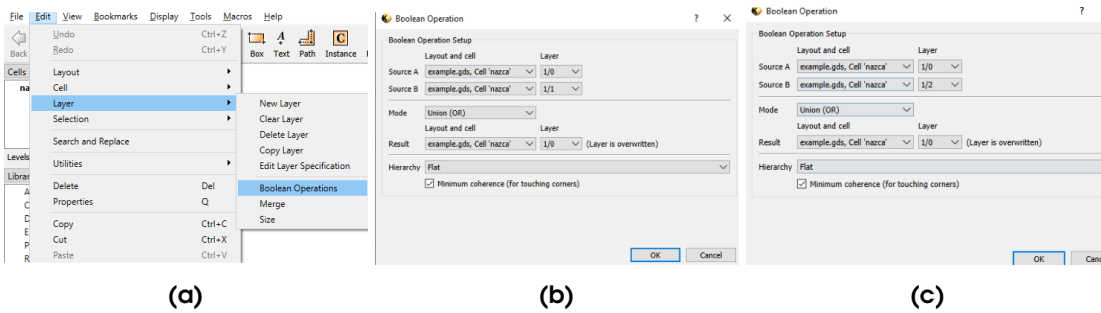 File Edit View Bookmarks Display Tools Macros Help
Undo Ctrl+Z
Redo Ctrl+Y
Back
Box Text Path Instance
Cells
Layout
na
Cell
Layer
Selection
Search and Replace
Levels
Utilities
Librar
Delete Del
A
Properties Q
C
D
Copy Ctrl+C
E
Cut Ctrl+X
P
Paste Ctrl+V
R
New Layer
Clear Layer
Delete Layer
Copy Layer
Edit Layer Specification
Boolean Operations
Merge
Size
(a)
Boolean Operation ? ×
Boolean Operation Setup
Layout and cell Layer
Source A example.gds, Cell 'nazca' 1/0
Source B example.gds, Cell 'nazca' 1/1
Mode Union (OR)
Layout and cell Layer
Result example.gds, Cell 'nazca' 1/0 (Layer is overwritten)
Hierarchy Flat
Minimum coherence (for touching corners)
OK Cancel
(b)
Boolean Operation ?
Boolean Operation Setup
Layout and cell Layer
Source A example.gds, Cell 'nazca' 1/0
Source B example.gds, Cell 'nazca' 1/2
Mode Union (OR)
Layout and cell Layer
Result example.gds, Cell 'nazca' 1/0 (Layer is overwritten)
Hierarchy Flat
Minimum coherence (for touching corners)
OK Canc
(c)